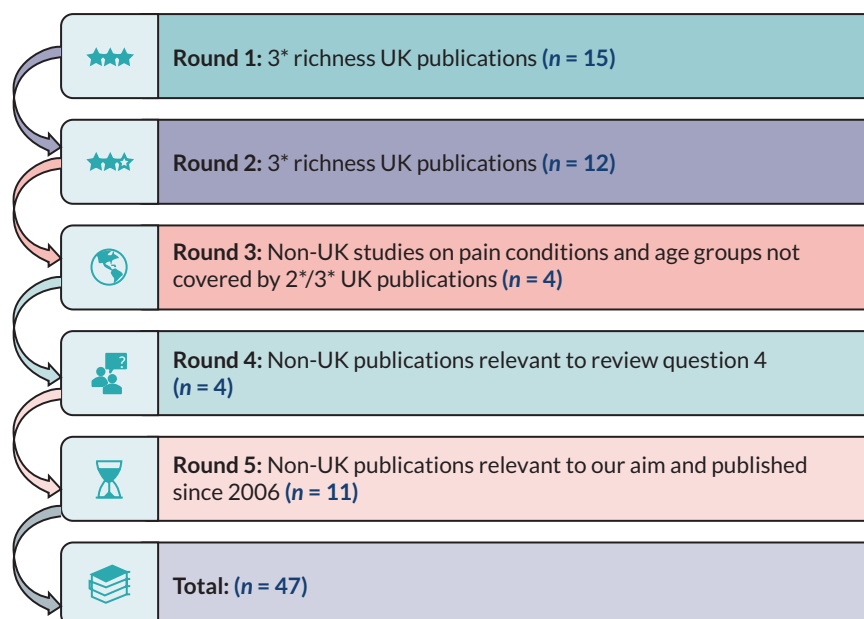 Round 1: 3* richness UK publications (n = 15)
Round 2: 3* richness UK publications (n = 12)
Round 3: Non-UK studies on pain conditions and age groups not
covered by 2*/3* UK publications (n = 4)
?
Round 4: Non-UK publications relevant to review question 4
(n = 4)
Round 5: Non-UK publications relevant to our aim and published
since 2006 (n = 11)
Total: (n = 47)